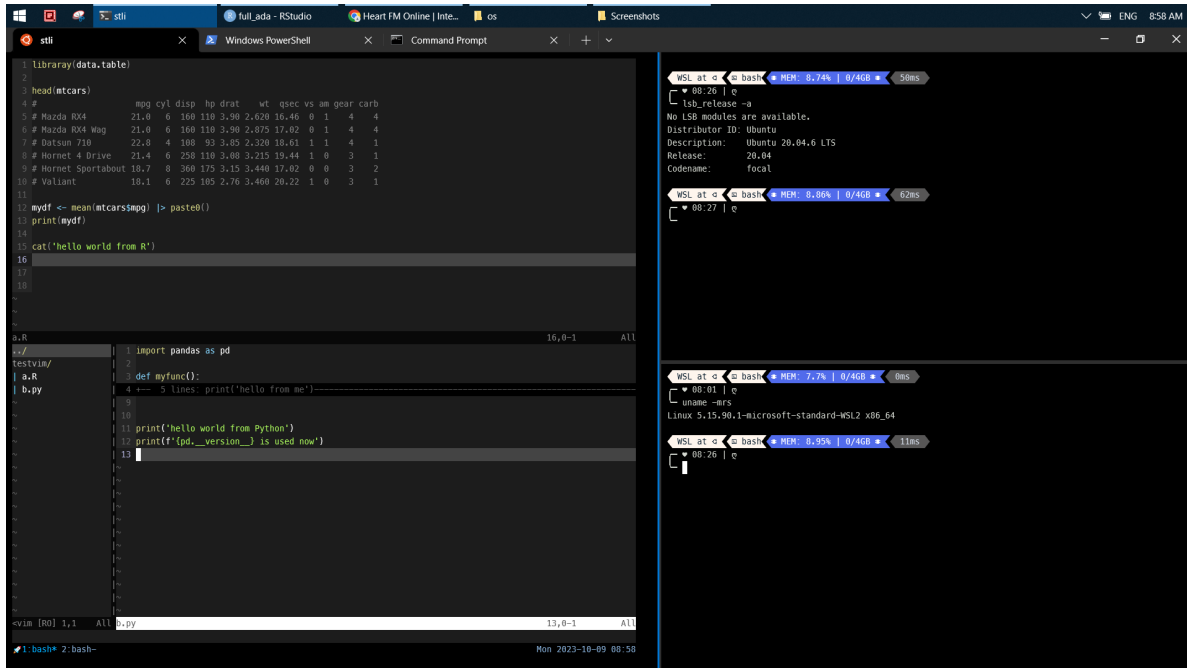 stli
full_ada - RStudio
Heart FM Online | Inte...
os
Screenshots
ENG
8:58 AM
stli
Windows PowerShell
Command Prompt
1 libraray(data.table)
2
3 head(mtcars)
4 # mpg cyl disp hp drat wt qsec vs am gear carb
5 # Mazda RX4 21.0 6 160 110 3.90 2.620 16.46 0 1 4 4
6 # Mazda RX4 Wag 21.0 6 160 110 3.90 2.875 17.02 0 1 4 4
7 # Datsun 710 22.8 4 108 93 3.85 2.320 18.61 1 1 4 1
8 # Hornet 4 Drive 21.4 6 258 110 3.08 3.215 19.44 1 0 3 1
9 # Hornet Sportabout 18.7 8 360 175 3.15 3.440 17.02 0 0 3 2
10 # Valiant 18.1 6 225 105 2.76 3.460 20.22 1 0 3 1
11
12 mydf <- mean(mtcars$mpg) |> paste0()
13 print(mydf)
14
15 cat('hello world from R')
16
17
18
~
~
~
a.R 16,0-1 All
../
testvim/
| a.R
| b.py
1 import pandas as pd
2
3 def myfunc():
4 +-- 5 lines: print('hello from me')
9
10
11 print('hello world from Python')
12 print(f'{pd.__version__} is used now')
13
<vim [RO] 1,1 All b.py 13,0-1 All
1:bash* 2:bash- Mon 2023-10-09 08:58
WSL at bash MEM: 8.74% | 0/4GB 50ms
♥ 08:26 | ღ
lsb_release -a
No LSB modules are available.
Distributor ID: Ubuntu
Description: Ubuntu 20.04.6 LTS
Release: 20.04
Codename: focal
WSL at bash MEM: 8.86% | 0/4GB 62ms
♥ 08:27 | ღ
WSL at bash MEM: 7.7% | 0/4GB 0ms
♥ 08:01 | ღ
uname -mrs
Linux 5.15.90.1-microsoft-standard-WSL2 x86_64
WSL at bash MEM: 8.95% | 0/4GB 11ms
♥ 08:26 | ღ